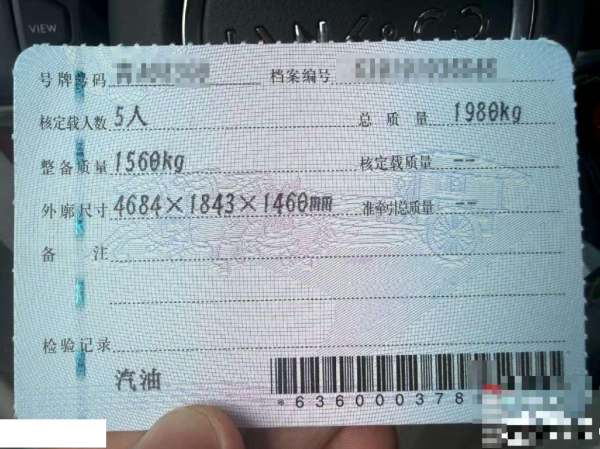 VIEW
LYNK&CO
号牌号码 档案编号
核定载人数 5人 总质量 1980kg
整备质量 1560kg 核定载质量 --
外廓尺寸 4684×1843×1460mm 准牵引总质量 --
备注
检验记录
汽油
*636000378